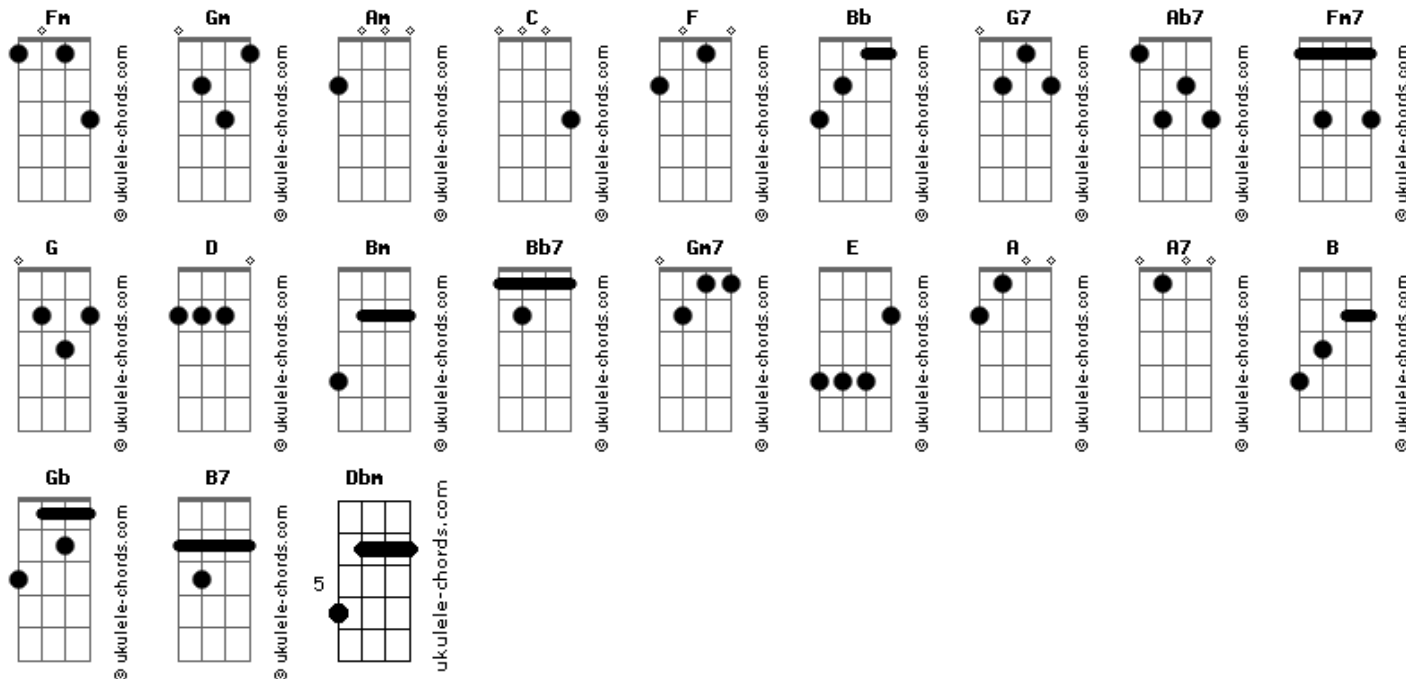 Fm Gm Am C F Bb G7 Ab7 Fm7
© ukulele-chords.com © ukulele-chords.com © ukulele-chords.com © ukulele-chords.com © ukulele-chords.com © ukulele-chords.com © ukulele-chords.com © ukulele-chords.com © ukulele-chords.com
G D Bm Bb7 Gm7 E A A7 B
© ukulele-chords.com © ukulele-chords.com © ukulele-chords.com © ukulele-chords.com © ukulele-chords.com © ukulele-chords.com © ukulele-chords.com © ukulele-chords.com © ukulele-chords.com
Gb B7 Dbm
© ukulele-chords.com © ukulele-chords.com ukulele-chords.com
5